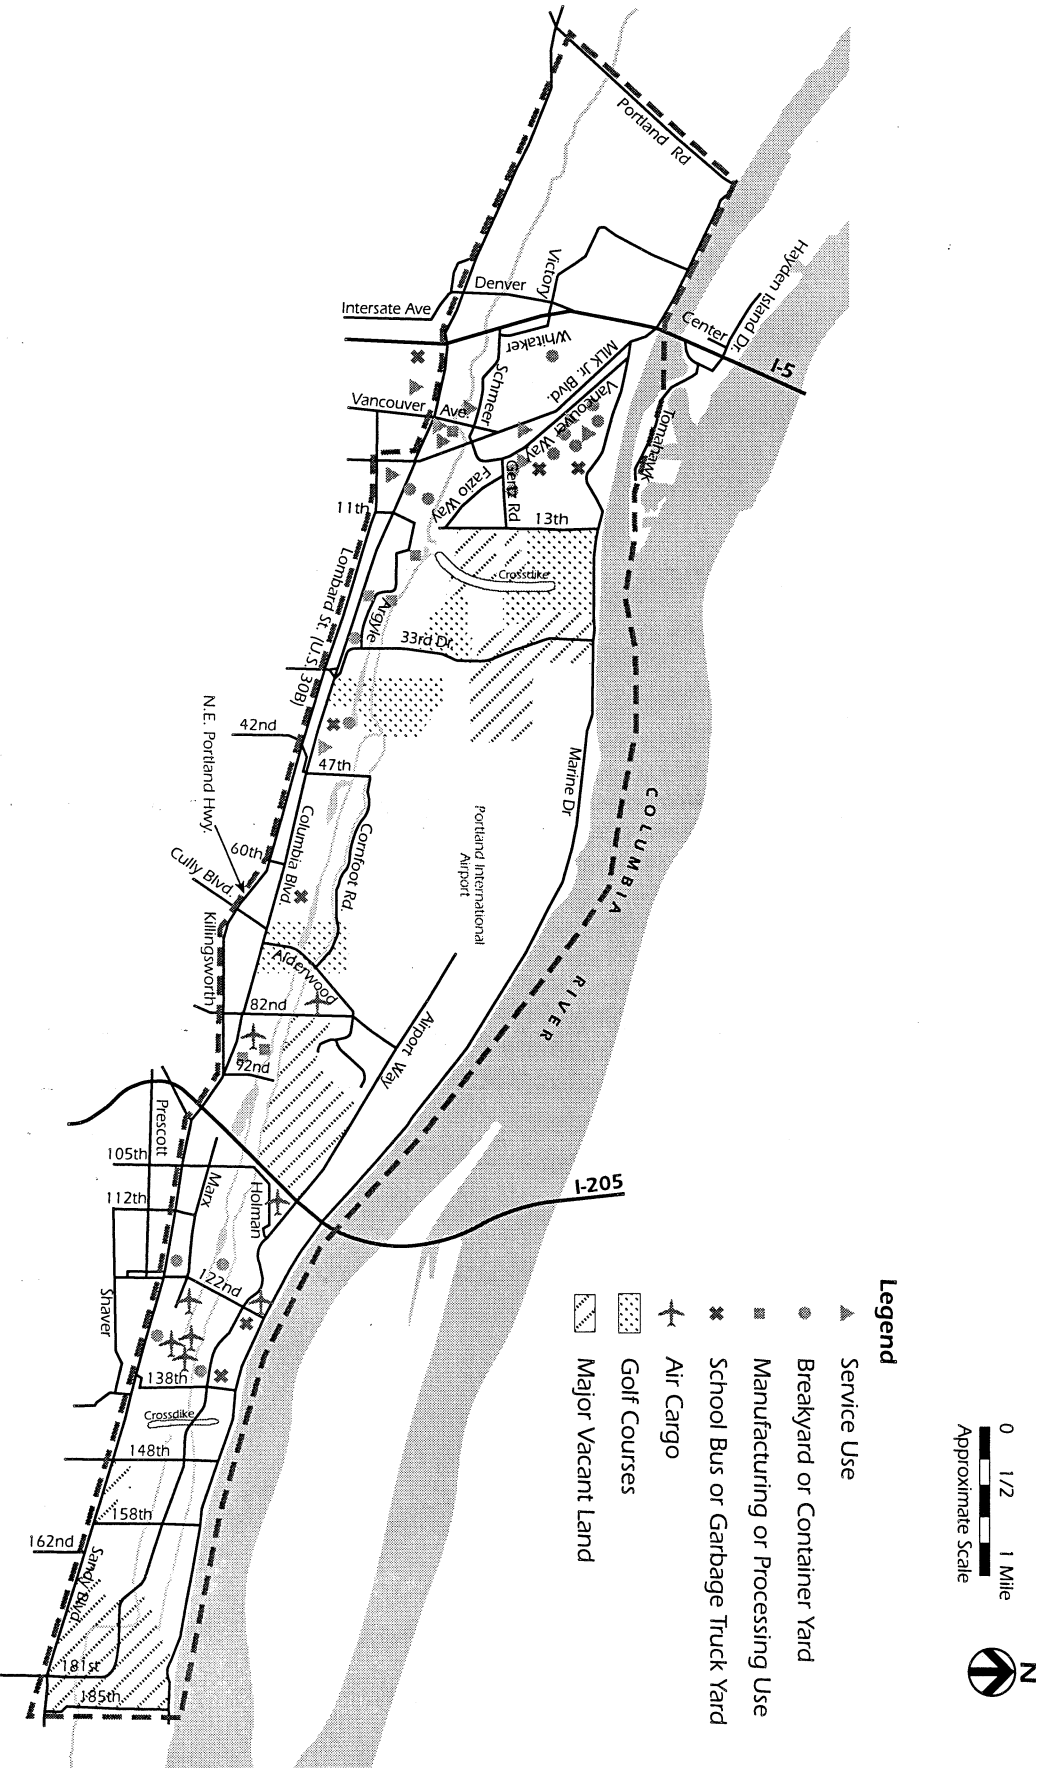 Portland Rd
Hayden Island Dr.
Center
I-5
Tomahawk
Victory
Denver
Intersate Ave
Whitaker
MLK Jr. Blvd.
Schmeer
Vancouver Way
Vancouver Ave.
Gertz Rd
Fazio Way
13th
11th
Crossdike
Lombard St. (U.S. 30B)
Argyle
33rd Dr.
42nd
N.E. Portland Hwy.
47th
Marine Dr
COLUMBIA RIVER
Portland International
Airport
Columbia Blvd.
Cornfoot Rd.
60th
Cully Blvd.
Killingsworth
Alderwood
82nd
Airport Way
92nd
Prescott
105th
112th
Marx
Holman
I-205
122nd
Shaver
138th
Crossdike
148th
158th
162nd
Sandy Blvd.
181st
185th
Legend
Service Use
Breakyard or Container Yard
Manufacturing or Processing Use
School Bus or Garbage Truck Yard
Air Cargo
Golf Courses
Major Vacant Land
0 1/2 1 Mile
Approximate Scale
N